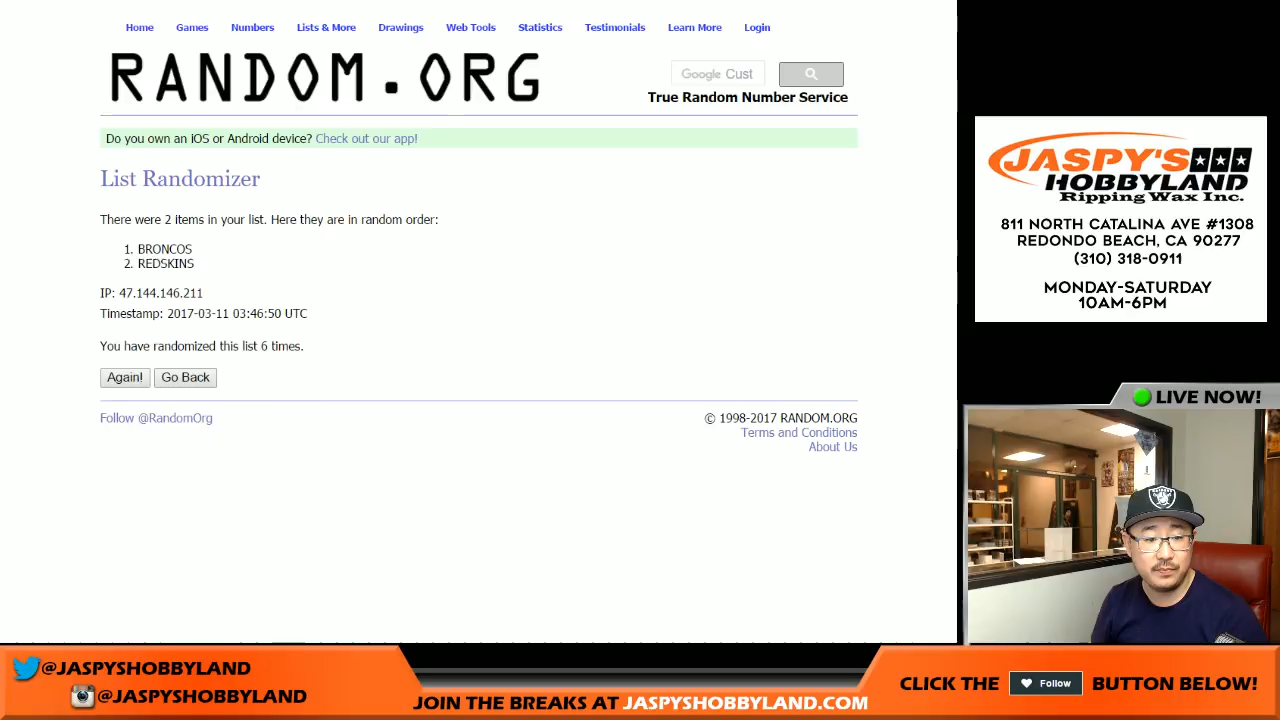 Home Games Numbers Lists & More Drawings Web Tools Statistics Testimonials Learn More Login
RANDOM.ORG
Google Cust
True Random Number Service
Do you own an iOS or Android device? Check out our app!
List Randomizer
There were 2 items in your list. Here they are in random order:
1. BRONCOS
2. REDSKINS
IP: 47.144.146.211
Timestamp: 2017-03-11 03:46:50 UTC
You have randomized this list 6 times.
Again! Go Back
Follow @RandomOrg
© 1998-2017 RANDOM.ORG
Terms and Conditions
About Us
JASPY'S
HOBBYLAND
Ripping Wax Inc.
811 NORTH CATALINA AVE #1308
REDONDO BEACH, CA 90277
(310) 318-0911
MONDAY-SATURDAY
10AM-6PM
LIVE NOW!
RAIDERS
@JASPYSHOBBYLAND
@JASPYSHOBBYLAND
JOIN THE BREAKS AT JASPYSHOBBYLAND.COM
CLICK THE Follow BUTTON BELOW!